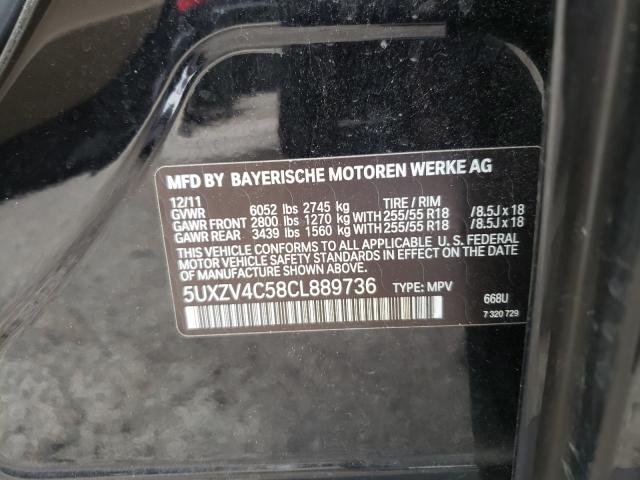 MFD BY BAYERISCHE MOTOREN WERKE AG
12/11
GVWR 6052 lbs 2745 kg TIRE / RIM
GAWR FRONT 2800 lbs 1270 kg WITH 255/55 R18 /8.5J x 18
GAWR REAR 3439 lbs 1560 kg WITH 255/55 R18 /8.5J x 18
THIS VEHICLE CONFORMS TO ALL APPLICABLE U. S. FEDERAL
MOTOR VEHICLE SAFETY STANDARDS IN EFFECT ON THE DATE
OF MANUFACTURE SHOWN ABOVE.
5UXZV4C58CL889736 TYPE: MPV
668U
7 320 729